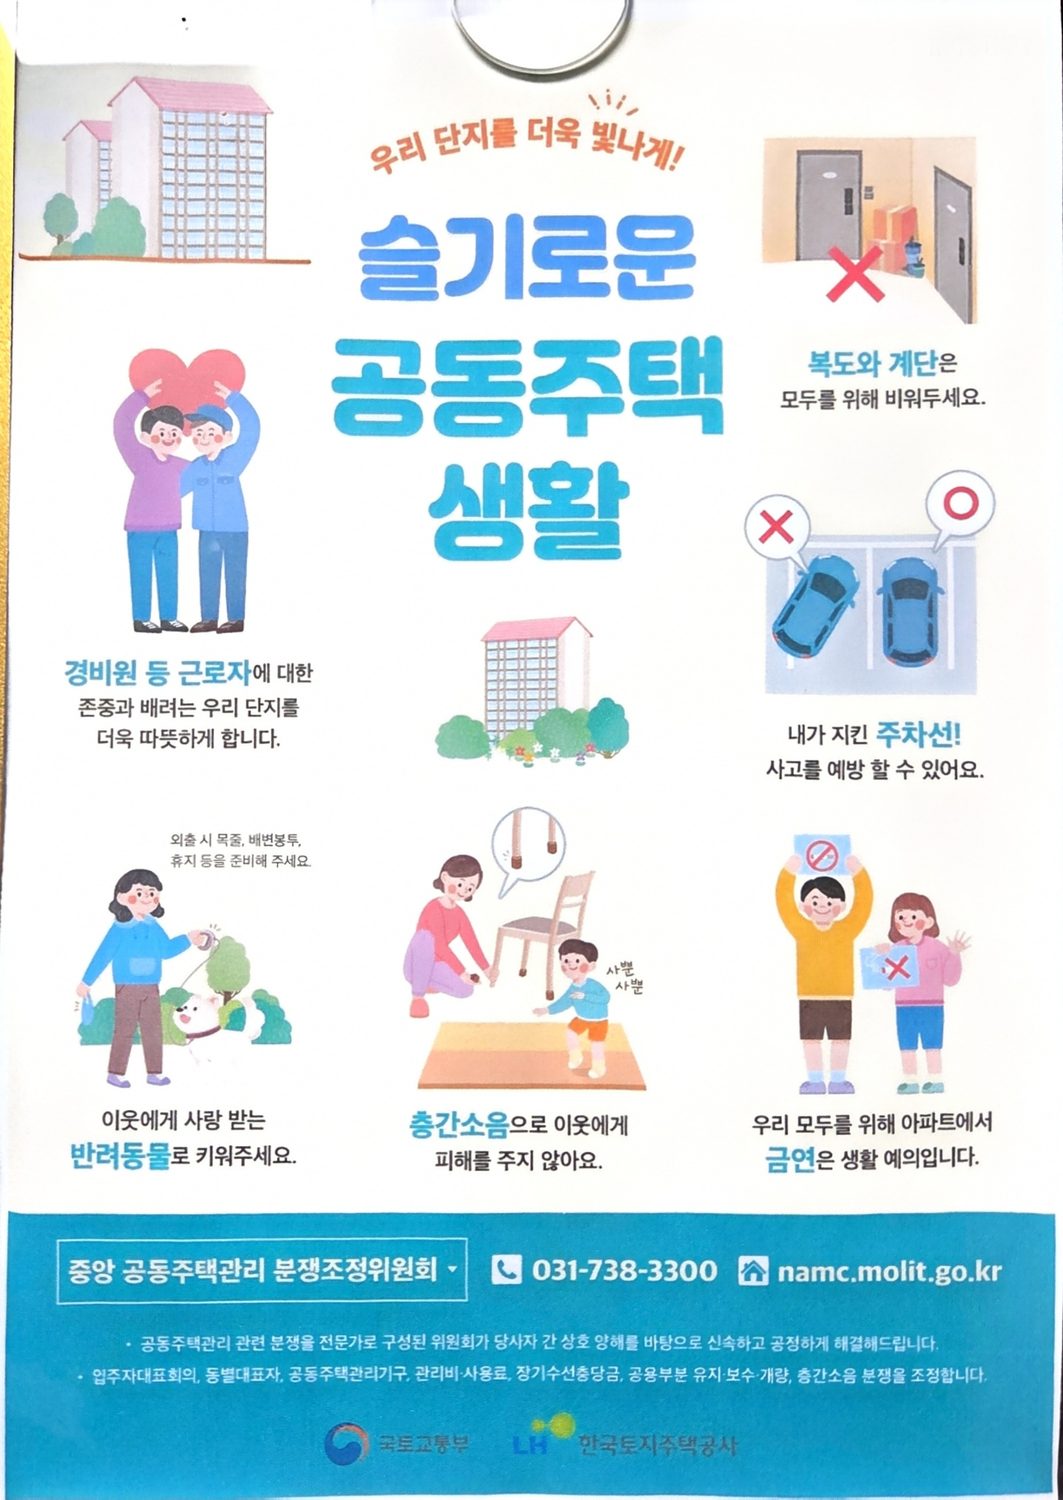 우리 단지를 더욱 빛나게!
슬기로운
공동주택
생활
복도와 계단은
모두를 위해 비워두세요.
경비원 등 근로자에 대한
존중과 배려는 우리 단지를
더욱 따뜻하게 합니다.
내가 지킨 주차선!
사고를 예방 할 수 있어요.
외출 시 목줄, 배변봉투,
휴지 등을 준비해 주세요.
이웃에게 사랑 받는
반려동물로 키워주세요.
사뿐
사뿐
층간소음으로 이웃에게
피해를 주지 않아요.
우리 모두를 위해 아파트에서
금연은 생활 예의입니다.
중앙 공동주택관리 분쟁조정위원회
031-738-3300
namc.molit.go.kr
· 공동주택관리 관련 분쟁을 전문가로 구성된 위원회가 당사자 간 상호 양해를 바탕으로 신속하고 공정하게 해결해드립니다.
· 입주자대표회의, 동별대표자, 공동주택관리기구, 관리비·사용료, 장기수선충당금, 공용부분 유지·보수·개량, 층간소음 분쟁을 조정합니다.
국토교통부
LH 한국토지주택공사